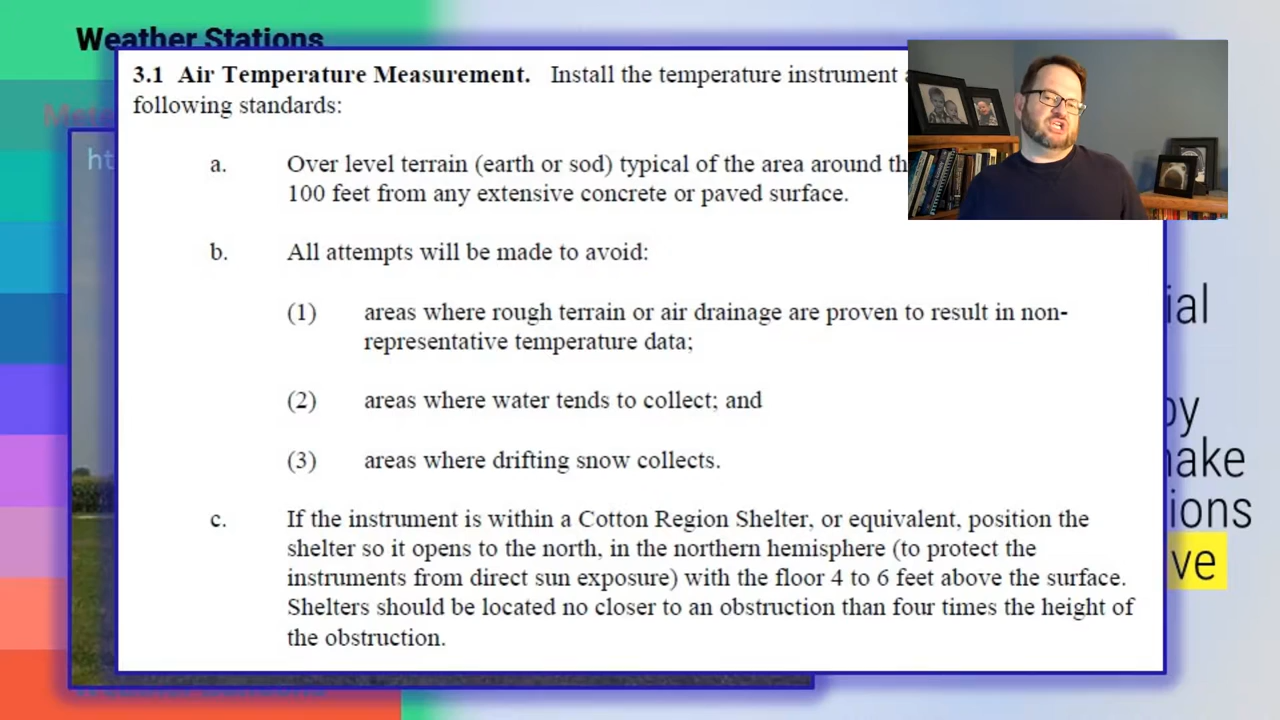 Weather Stations
3.1 Air Temperature Measurement. Install the temperature instrument
following standards:
ht
a. Over level terrain (earth or sod) typical of the area around th
100 feet from any extensive concrete or paved surface.
b. All attempts will be made to avoid:
(1) areas where rough terrain or air drainage are proven to result in non-
representative temperature data;
(2) areas where water tends to collect; and
(3) areas where drifting snow collects.
c. If the instrument is within a Cotton Region Shelter, or equivalent, position the
shelter so it opens to the north, in the northern hemisphere (to protect the
instruments from direct sun exposure) with the floor 4 to 6 feet above the surface.
Shelters should be located no closer to an obstruction than four times the height of
the obstruction.
ial
by
ake
ions
ve